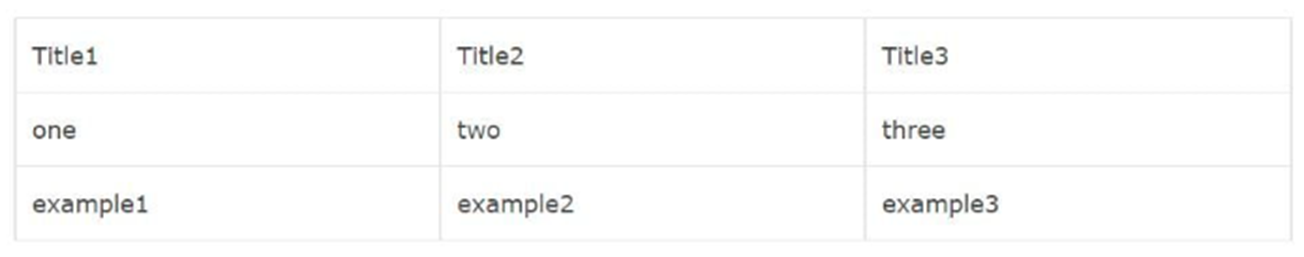 Title1 Title2 Title3
one two three
example1 example2 example3